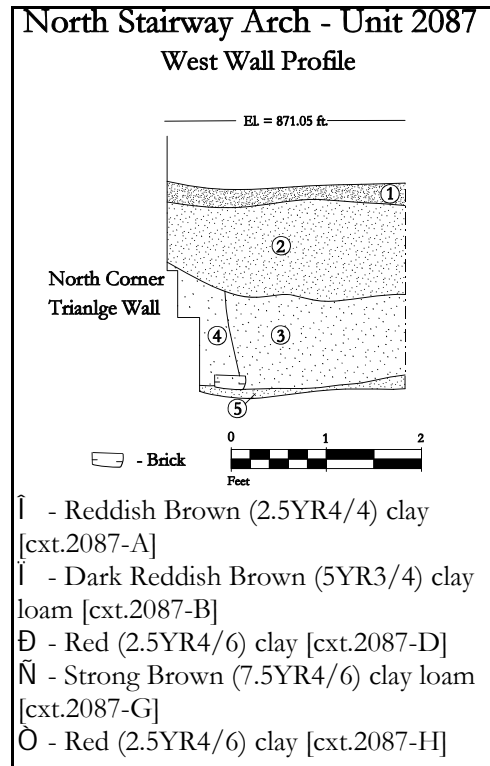 North Stairway Arch - Unit 2087
West Wall Profile
El. = 871.05 ft.
1
2
North Corner
Trianlge Wall
4
3
5
- Brick
0 1 2
Feet
Î - Reddish Brown (2.5YR4/4) clay
[cxt.2087-A]
Ï - Dark Reddish Brown (5YR3/4) clay
loam [cxt.2087-B]
Ð - Red (2.5YR4/6) clay [cxt.2087-D]
Ñ - Strong Brown (7.5YR4/6) clay loam
[cxt.2087-G]
Ò - Red (2.5YR4/6) clay [cxt.2087-H]